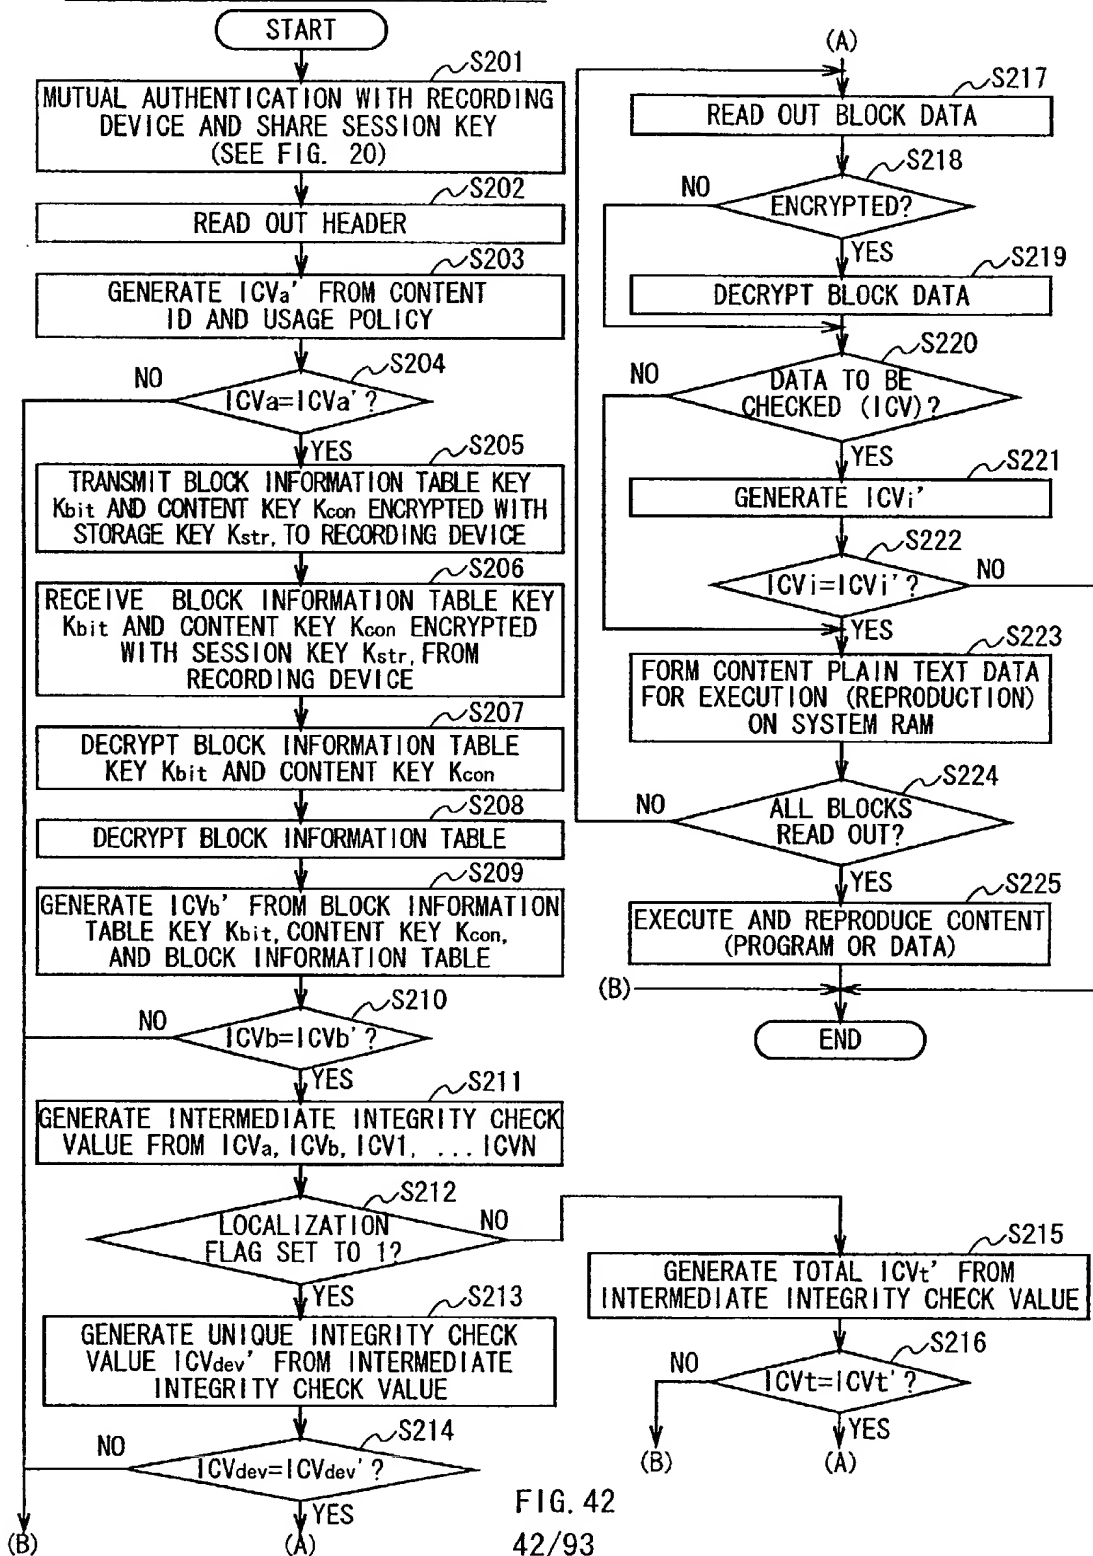 START
S201
MUTUAL AUTHENTICATION WITH RECORDING
DEVICE AND SHARE SESSION KEY
(SEE FIG. 20)
S202
READ OUT HEADER
S203
GENERATE ICVa' FROM CONTENT
ID AND USAGE POLICY
S204
ICVa=ICVa'?
NO
YES
S205
TRANSMIT BLOCK INFORMATION TABLE KEY
Kbit AND CONTENT KEY Kcon ENCRYPTED WITH
STORAGE KEY Kstr, TO RECORDING DEVICE
S206
RECEIVE BLOCK INFORMATION TABLE KEY
Kbit AND CONTENT KEY Kcon ENCRYPTED
WITH SESSION KEY Kstr, FROM
RECORDING DEVICE
S207
DECRYPT BLOCK INFORMATION TABLE
KEY Kbit AND CONTENT KEY Kcon
S208
DECRYPT BLOCK INFORMATION TABLE
S209
GENERATE ICVb' FROM BLOCK INFORMATION
TABLE KEY Kbit, CONTENT KEY Kcon,
AND BLOCK INFORMATION TABLE
S210
NO
ICVb=ICVb'?
YES
S211
GENERATE INTERMEDIATE INTEGRITY CHECK
VALUE FROM ICVa, ICVb, ICV1, ...ICVN
S212
LOCALIZATION
FLAG SET TO 1?
NO
YES
S213
GENERATE UNIQUE INTEGRITY CHECK
VALUE ICVdev' FROM INTERMEDIATE
INTEGRITY CHECK VALUE
S214
NO
ICVdev=ICVdev'?
YES
(B)
(A)
(A)
S217
READ OUT BLOCK DATA
S218
NO
ENCRYPTED?
YES
S219
DECRYPT BLOCK DATA
S220
NO
DATA TO BE
CHECKED (ICV)?
YES
S221
GENERATE ICVi'
S222
ICVi=ICVi'?
NO
YES
S223
FORM CONTENT PLAIN TEXT DATA
FOR EXECUTION (REPRODUCTION)
ON SYSTEM RAM
S224
NO
ALL BLOCKS
READ OUT?
YES
S225
EXECUTE AND REPRODUCE CONTENT
(PROGRAM OR DATA)
(B)
END
S215
GENERATE TOTAL ICVt' FROM
INTERMEDIATE INTEGRITY CHECK VALUE
S216
NO
ICVt=ICVt'?
YES
(B)
(A)
FIG. 42
42/93